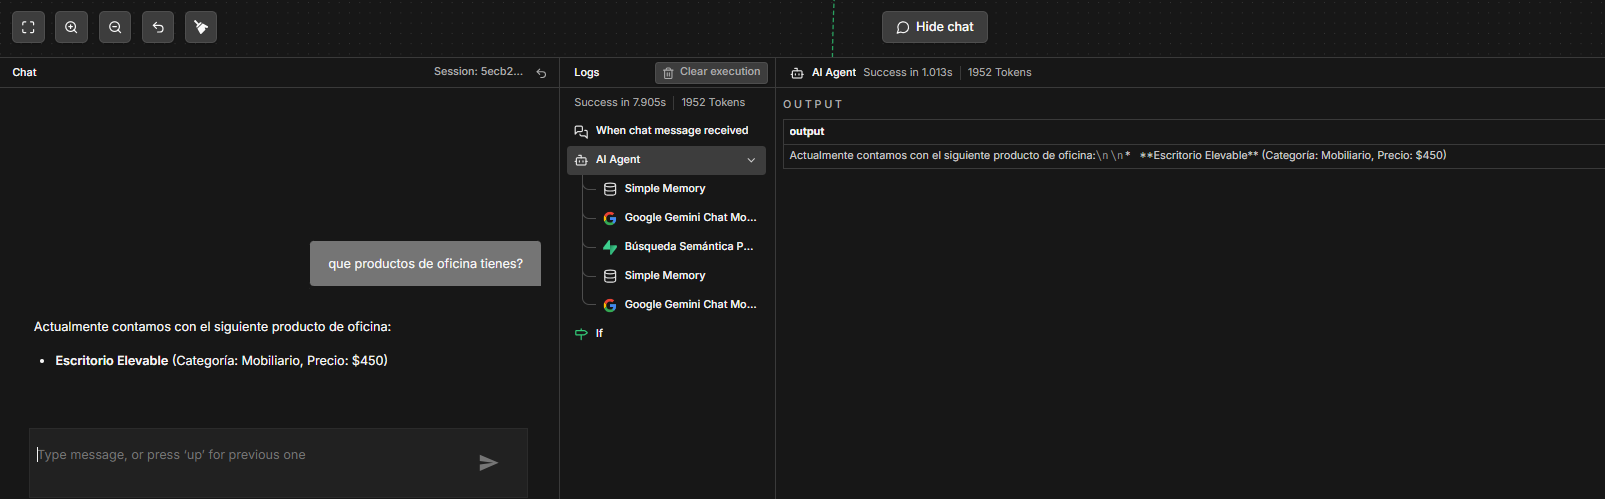 Hide chat
Chat
Session: 5ecb2...
que productos de oficina tienes?
Actualmente contamos con el siguiente producto de oficina:
• Escritorio Elevable (Categoría: Mobiliario, Precio: $450)
Type message, or press ‘up’ for previous one
Logs
Clear execution
Success in 7.905s | 1952 Tokens
When chat message received
AI Agent
Simple Memory
Google Gemini Chat Mo...
Búsqueda Semántica P...
Simple Memory
Google Gemini Chat Mo...
If
AI Agent Success in 1.013s | 1952 Tokens
OUTPUT
output
Actualmente contamos con el siguiente producto de oficina:\n\n* **Escritorio Elevable** (Categoría: Mobiliario, Precio: $450)